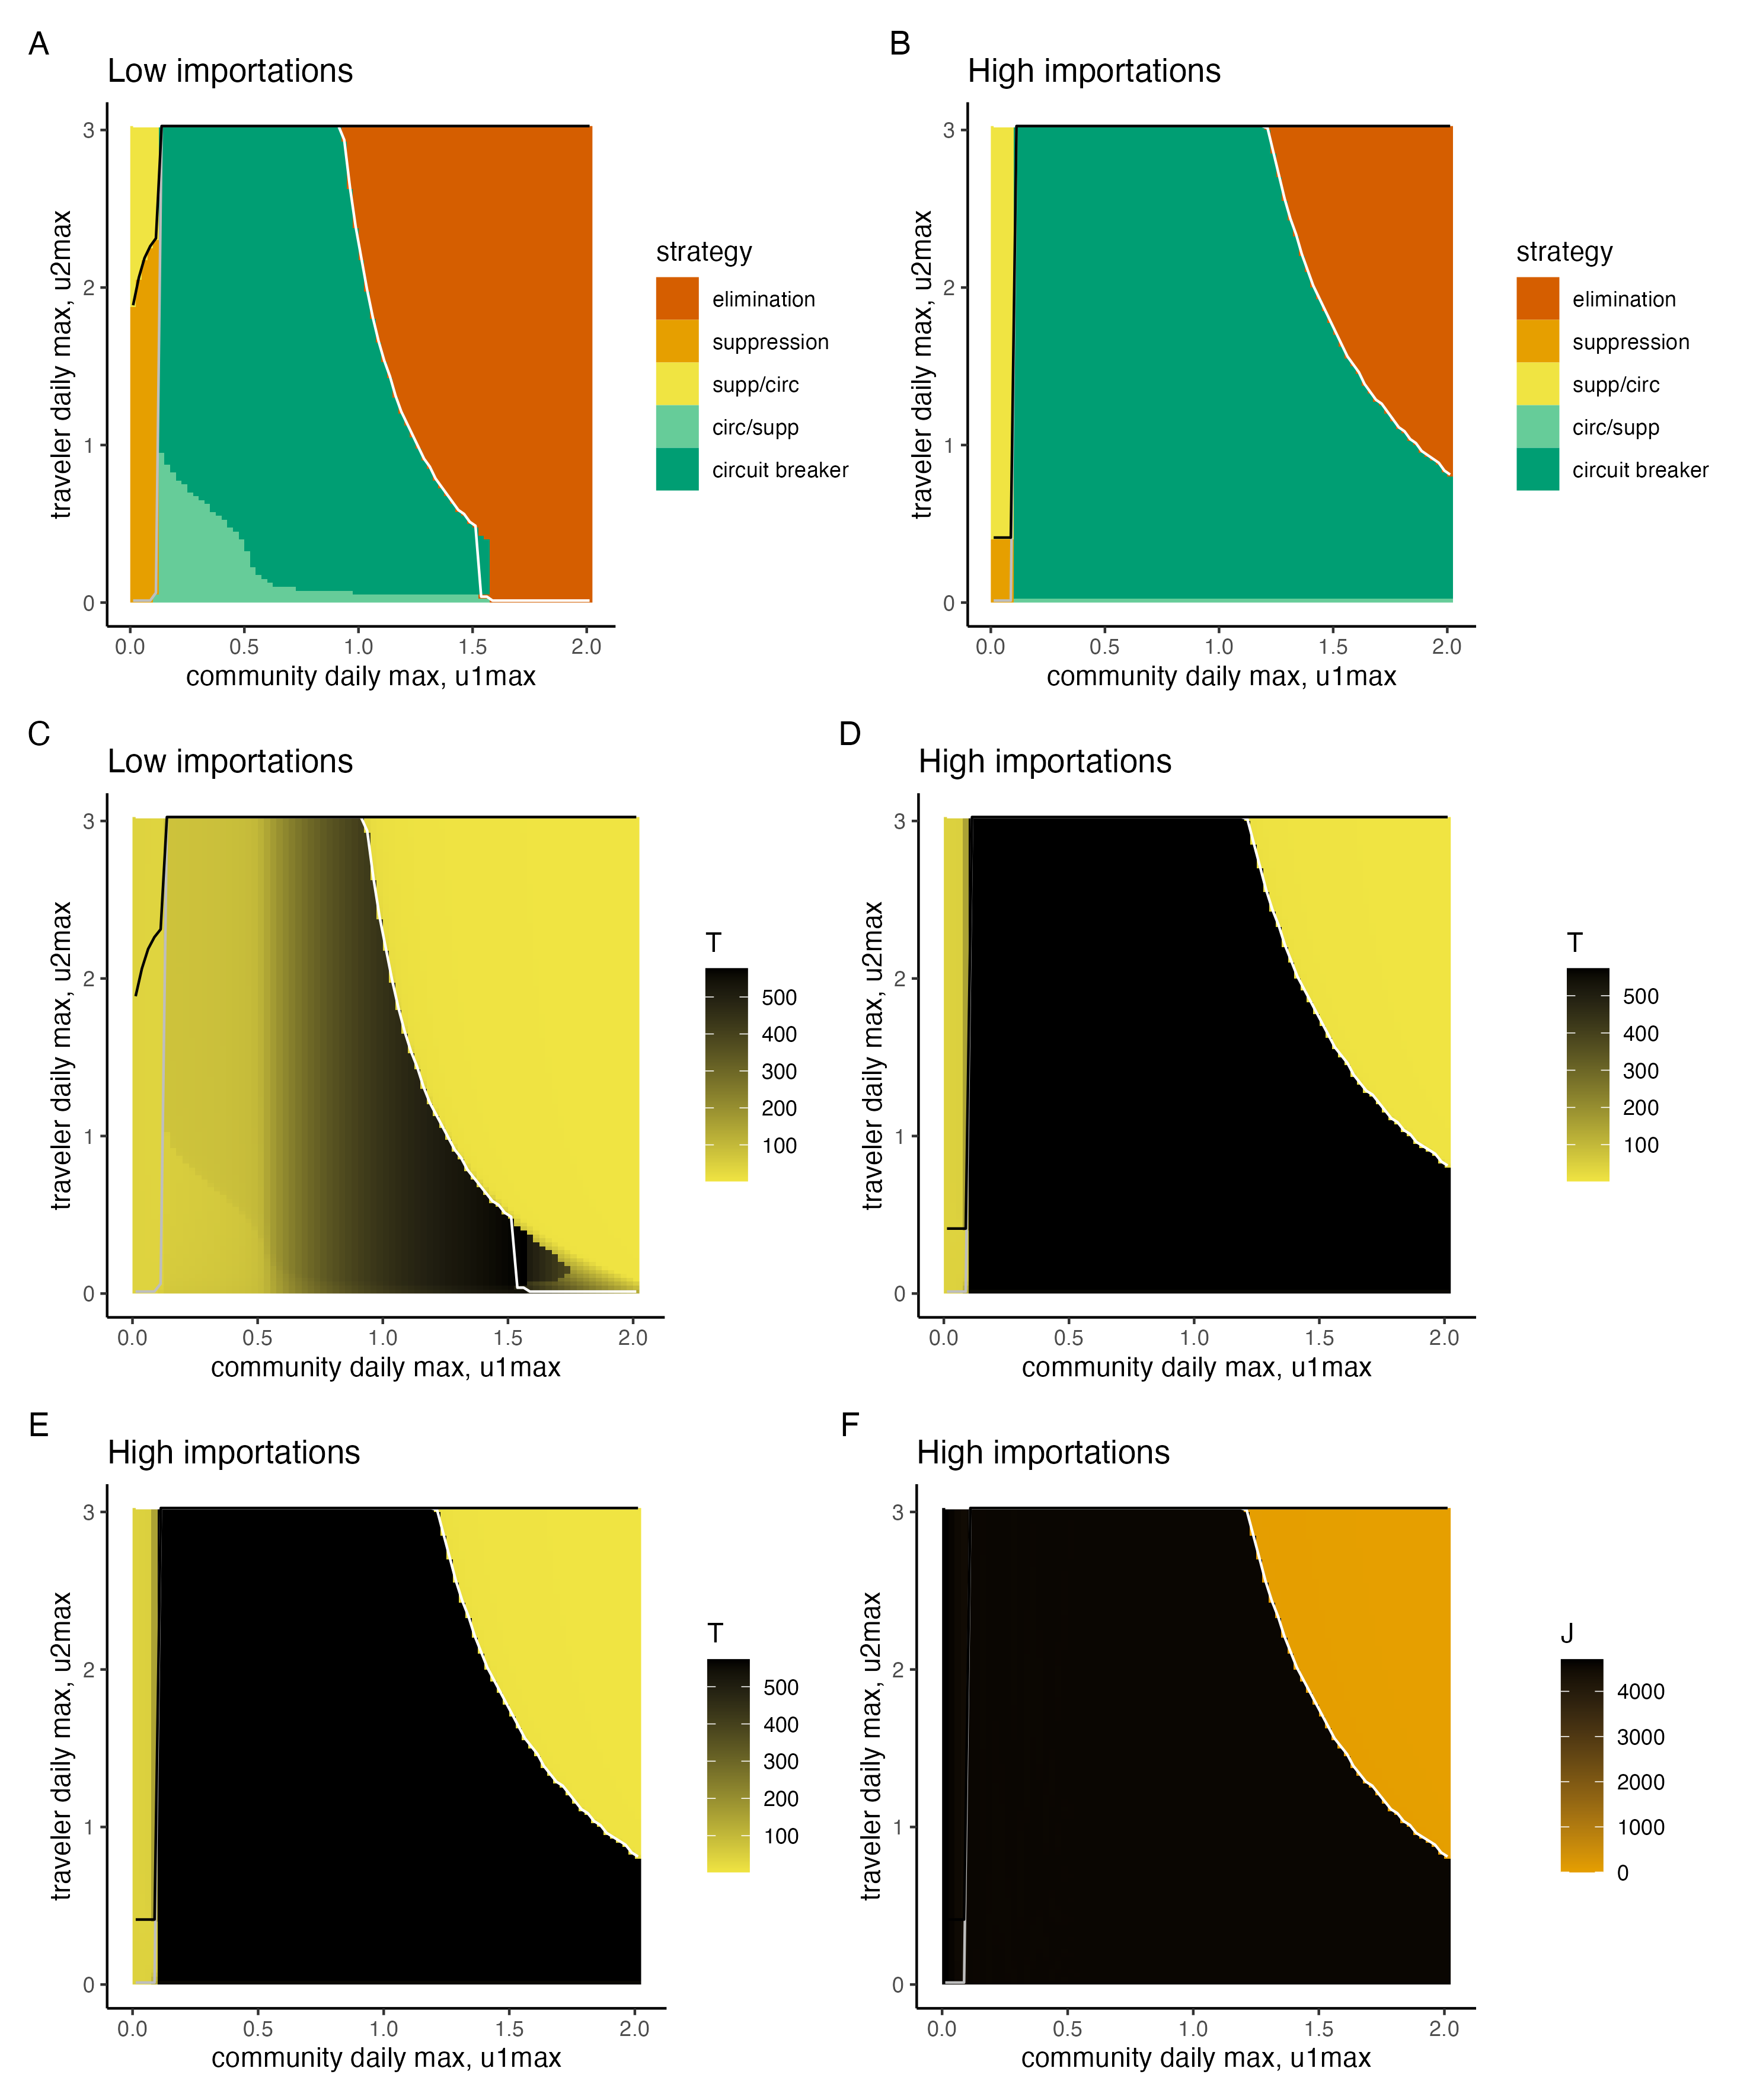 A
Low importations
3
2
1
0
0.0 0.5 1.0 1.5 2.0
community daily max, u1max
traveler daily max, u2max
strategy
elimination
suppression
supp/circ
circ/supp
circuit breaker
B
High importations
3
2
1
0
0.0 0.5 1.0 1.5 2.0
community daily max, u1max
traveler daily max, u2max
strategy
elimination
suppression
supp/circ
circ/supp
circuit breaker
C
Low importations
3
2
1
0
0.0 0.5 1.0 1.5 2.0
community daily max, u1max
traveler daily max, u2max
T
500
400
300
200
100
D
High importations
3
2
1
0
0.0 0.5 1.0 1.5 2.0
community daily max, u1max
traveler daily max, u2max
T
500
400
300
200
100
E
High importations
3
2
1
0
0.0 0.5 1.0 1.5 2.0
community daily max, u1max
traveler daily max, u2max
T
500
400
300
200
100
F
High importations
3
2
1
0
0.0 0.5 1.0 1.5 2.0
community daily max, u1max
traveler daily max, u2max
J
4000
3000
2000
1000
0